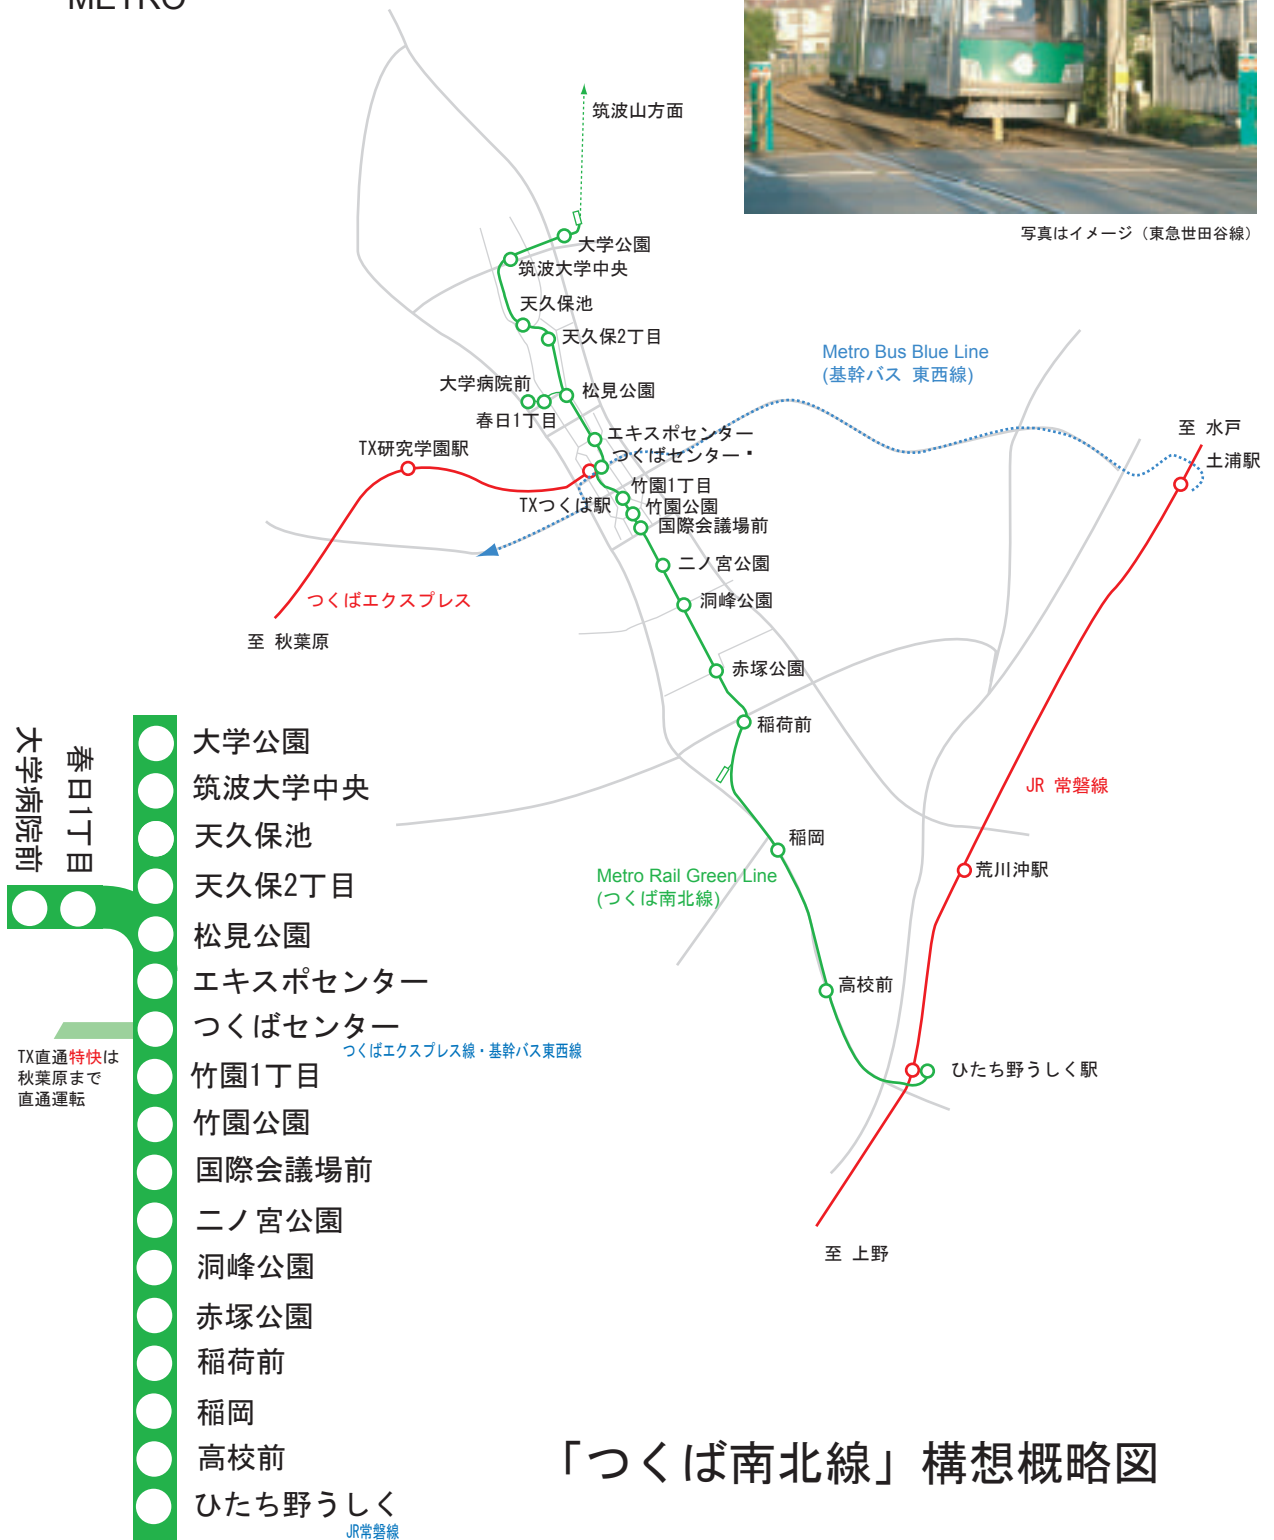 METRO
筑波山方面
写真はイメージ（東急世田谷線）
大学公園
筑波大学中央
天久保池
天久保2丁目
Metro Bus Blue Line
(基幹バス 東西線)
大学病院前
松見公園
春日1丁目
エキスポセンター
つくばセンター・
至 水戸
土浦駅
TX研究学園駅
竹園1丁目
TXつくば駅
竹園公園
国際会議場前
二ノ宮公園
つくばエクスプレス
洞峰公園
至 秋葉原
赤塚公園
稲荷前
JR 常磐線
稲岡
Metro Rail Green Line
(つくば南北線)
荒川沖駅
高校前
ひたち野うしく駅
至 上野
大学病院前
春日1丁目
大学公園
筑波大学中央
天久保池
天久保2丁目
松見公園
エキスポセンター
つくばセンター
つくばエクスプレス線・基幹バス東西線
TX直通特快は
秋葉原まで
直通運転
竹園1丁目
竹園公園
国際会議場前
二ノ宮公園
洞峰公園
赤塚公園
稲荷前
稲岡
高校前
ひたち野うしく
JR常磐線
「つくば南北線」構想概略図